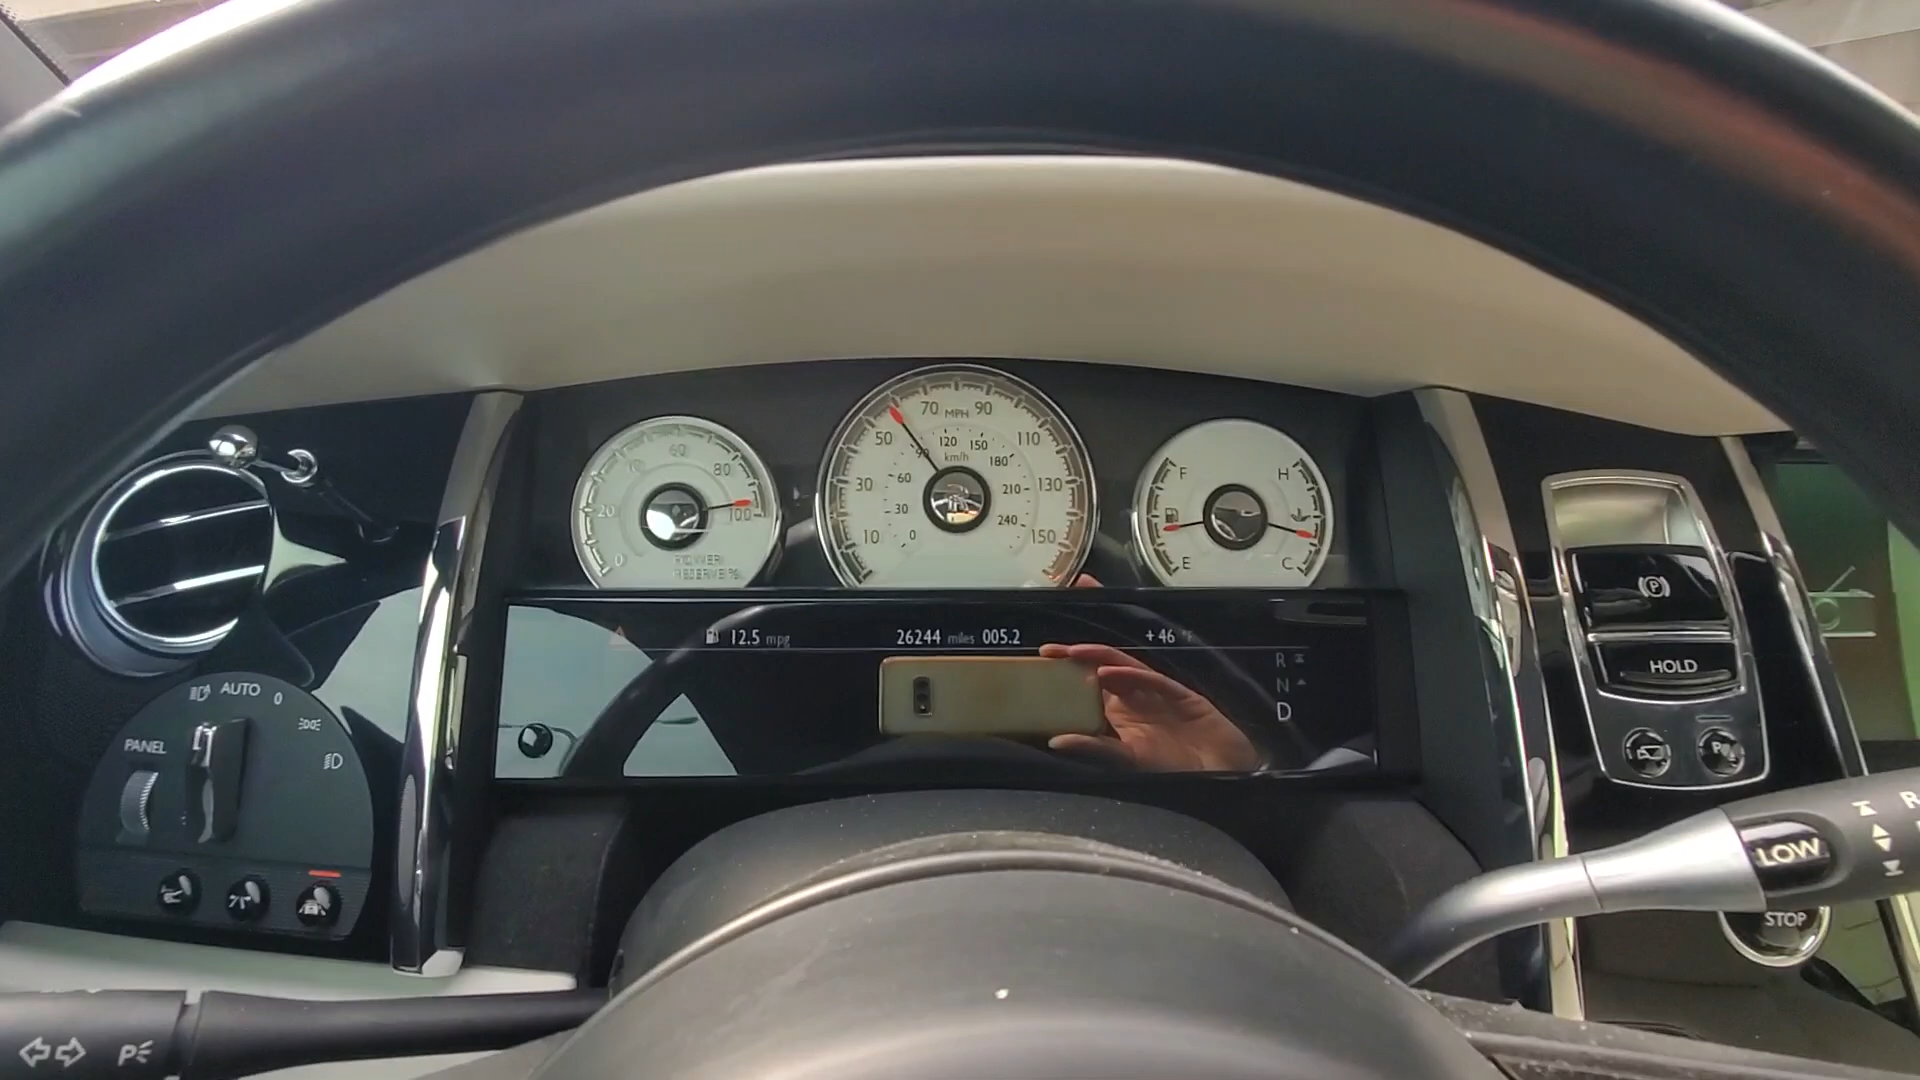 70 MPH 90
50
120
150
110
90
km/h
180
60
30
210
130
30
240
10
0
150
60
80
20
100
0
POWER
RESERVE %
F
H
E
C
12.5 mpg
26244 miles 005.2
+46 °F
R
N
D
AUTO
0
PANEL
P
HOLD
P
LOW
R
STOP
P